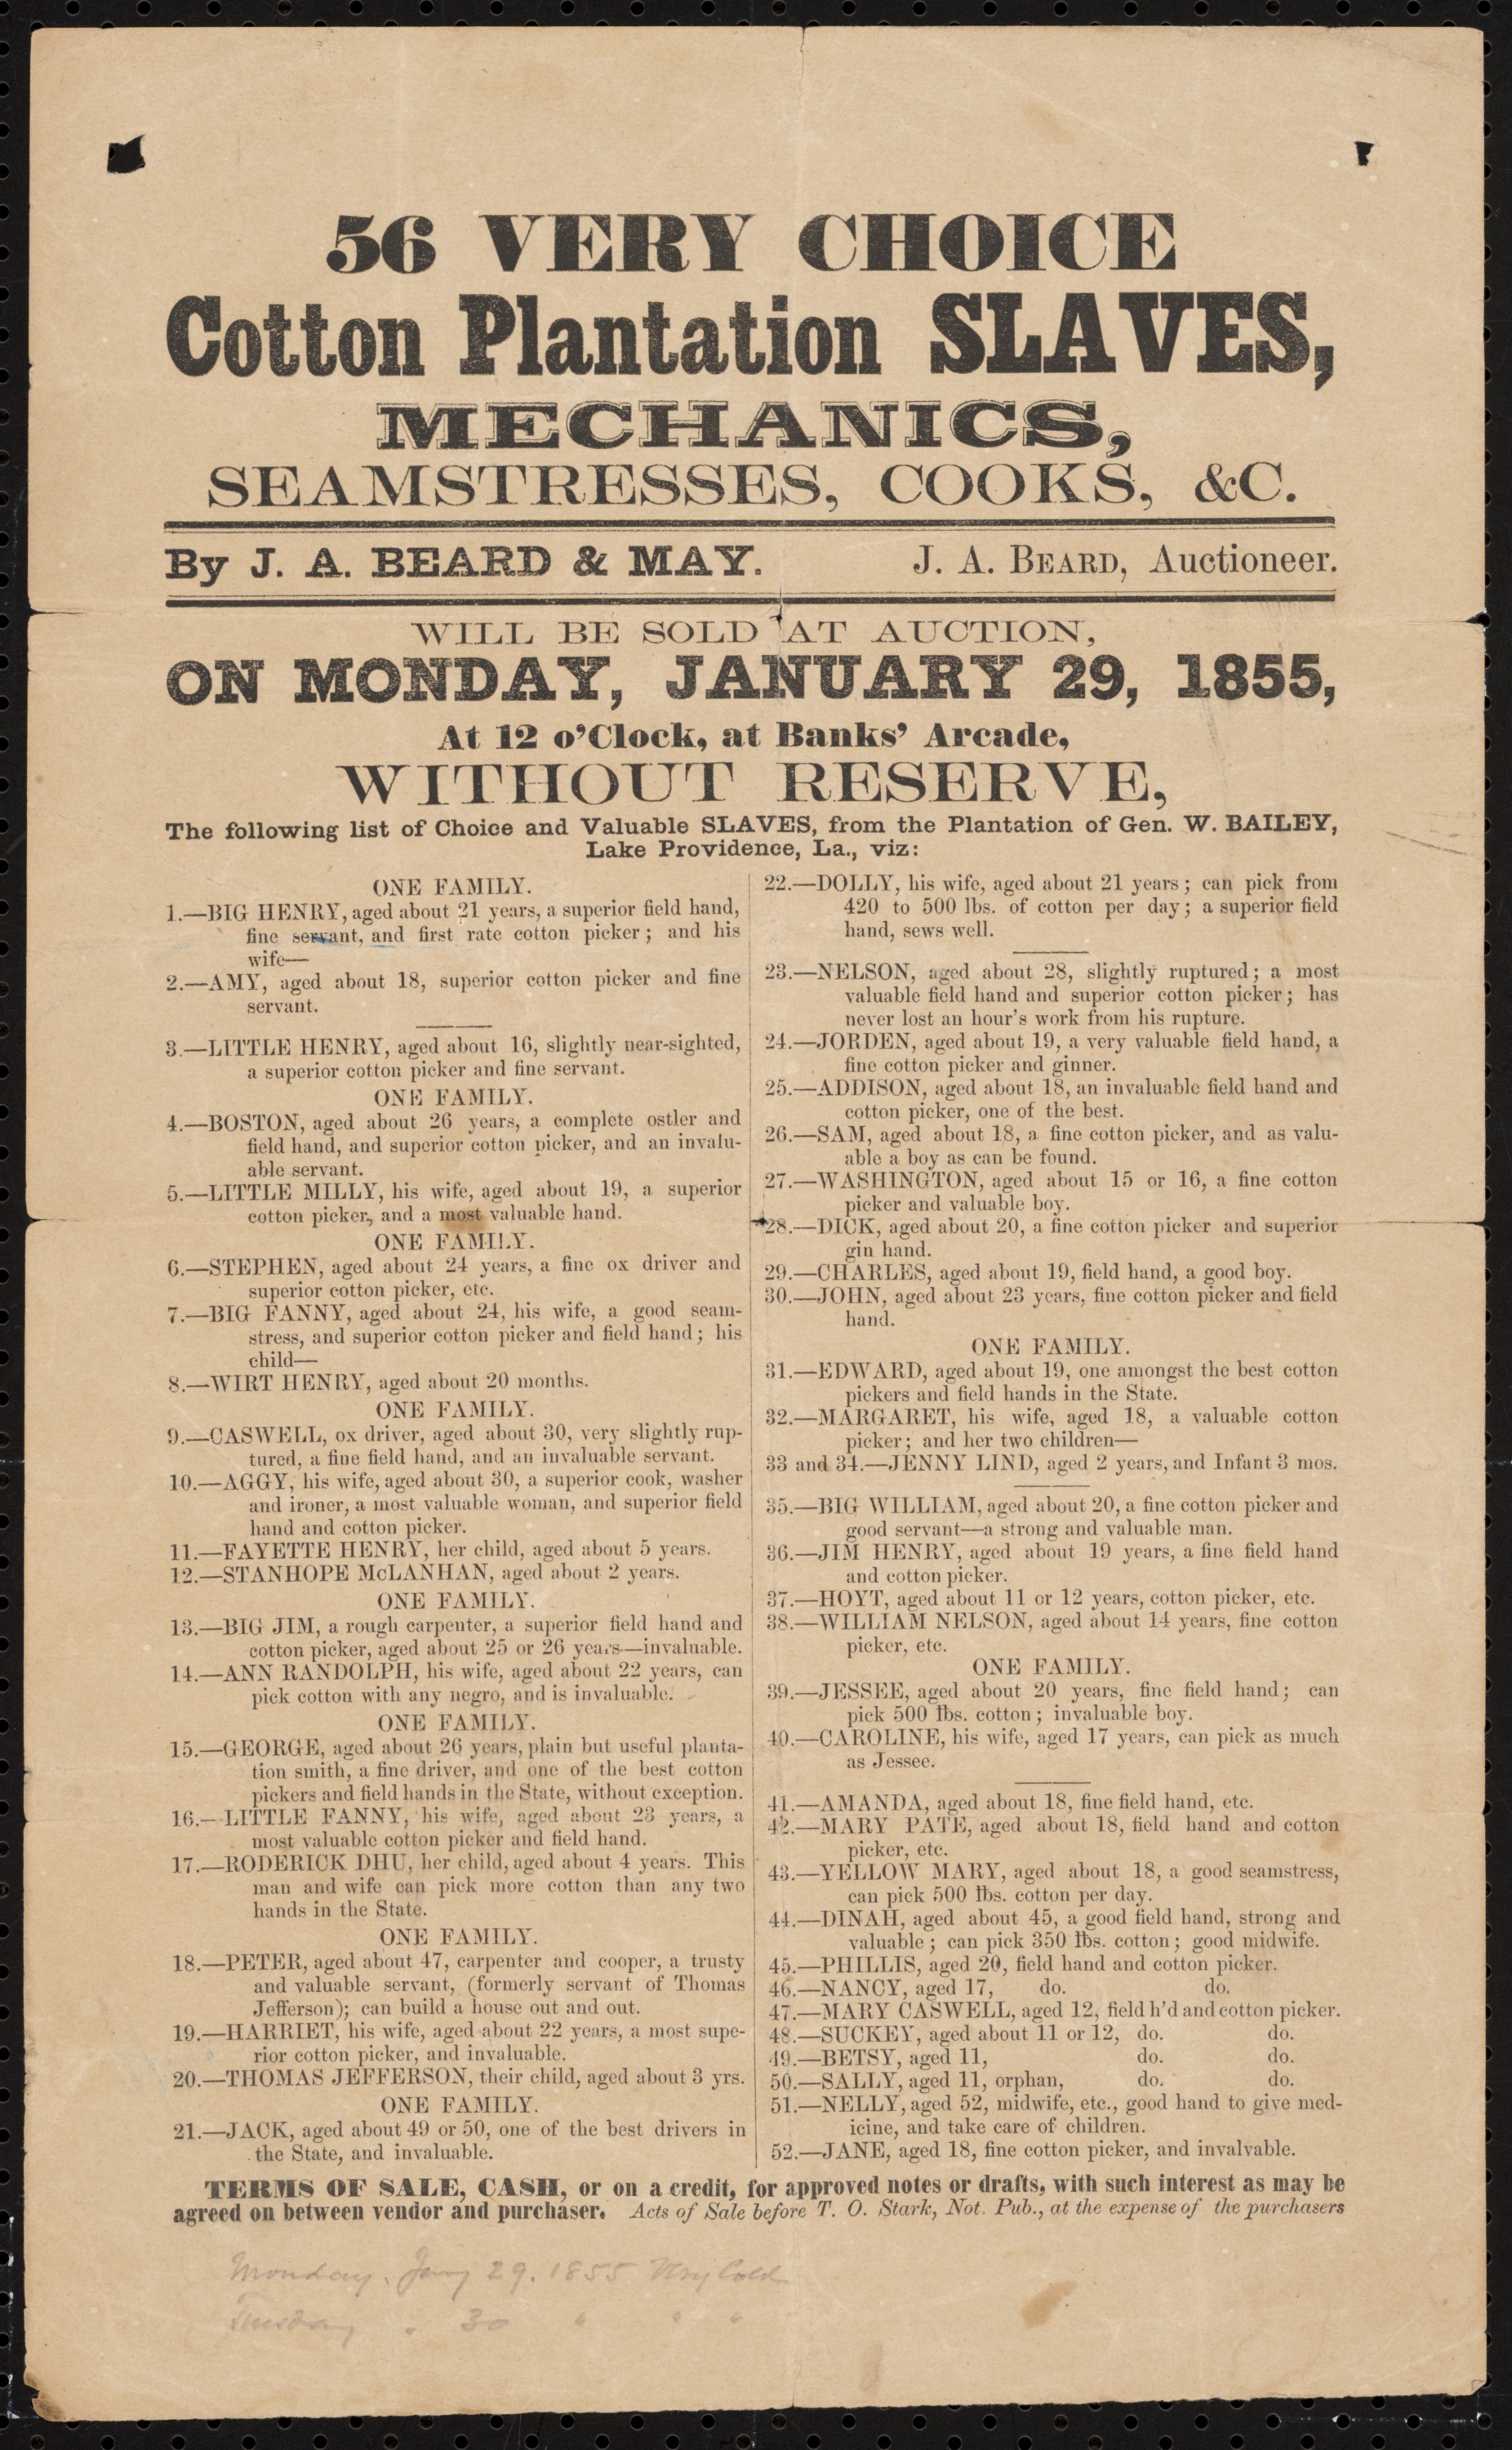 56 VERY CHOICE
Cotton Plantation SLAVES,
MECHANICS,
SEAMSTRESSES, COOKS, &C.
By J. A. BEARD & MAY. J. A. BEARD, Auctioneer.
WILL BE SOLD AT AUCTION,
ON MONDAY, JANUARY 29, 1855,
At 12 o'Clock, at Banks' Arcade,
WITHOUT RESERVE,
The following list of Choice and Valuable SLAVES, from the Plantation of Gen. W. BAILEY,
Lake Providence, La., viz:
ONE FAMILY.
1.—BIG HENRY, aged about 21 years, a superior field hand,
fine servant, and first rate cotton picker; and his
wife—
2.—AMY, aged about 18, superior cotton picker and fine
servant.
3.—LITTLE HENRY, aged about 16, slightly near-sighted,
a superior cotton picker and fine servant.
ONE FAMILY.
4.—BOSTON, aged about 26 years, a complete ostler and
field hand, and superior cotton picker, and an invalu-
able servant.
5.—LITTLE MILLY, his wife, aged about 19, a superior
cotton picker, and a most valuable hand.
ONE FAMILY.
6.—STEPHEN, aged about 24 years, a fine ox driver and
superior cotton picker, etc.
7.—BIG FANNY, aged about 24, his wife, a good seam-
stress, and superior cotton picker and field hand; his
child—
8.—WIRT HENRY, aged about 20 months.
ONE FAMILY.
9.—CASWELL, ox driver, aged about 30, very slightly rup-
tured, a fine field hand, and an invaluable servant.
10.—AGGY, his wife, aged about 30, a superior cook, washer
and ironer, a most valuable woman, and superior field
hand and cotton picker.
11.—FAYETTE HENRY, her child, aged about 5 years.
12.—STANHOPE McLANHAN, aged about 2 years.
ONE FAMILY.
13.—BIG JIM, a rough carpenter, a superior field hand and
cotton picker, aged about 25 or 26 years—invaluable.
14.—ANN RANDOLPH, his wife, aged about 22 years, can
pick cotton with any negro, and is invaluable.
ONE FAMILY.
15.—GEORGE, aged about 26 years, plain but useful planta-
tion smith, a fine driver, and one of the best cotton
pickers and field hands in the State, without exception.
16.—LITTLE FANNY, his wife, aged about 23 years, a
most valuable cotton picker and field hand.
17.—RODERICK DHU, her child, aged about 4 years. This
man and wife can pick more cotton than any two
hands in the State.
ONE FAMILY.
18.—PETER, aged about 47, carpenter and cooper, a trusty
and valuable servant, (formerly servant of Thomas
Jefferson); can build a house out and out.
19.—HARRIET, his wife, aged about 22 years, a most supe-
rior cotton picker, and invaluable.
20.—THOMAS JEFFERSON, their child, aged about 3 yrs.
ONE FAMILY.
21.—JACK, aged about 49 or 50, one of the best drivers in
the State, and invaluable.
22.—DOLLY, his wife, aged about 21 years; can pick from
420 to 500 lbs. of cotton per day; a superior field
hand, sews well.
23.—NELSON, aged about 28, slightly ruptured; a most
valuable field hand and superior cotton picker; has
never lost an hour's work from his rupture.
24.—JORDEN, aged about 19, a very valuable field hand, a
fine cotton picker and ginner.
25.—ADDISON, aged about 18, an invaluable field hand and
cotton picker, one of the best.
26.—SAM, aged about 18, a fine cotton picker, and as valu-
able a boy as can be found.
27.—WASHINGTON, aged about 15 or 16, a fine cotton
picker and valuable boy.
28.—DICK, aged about 20, a fine cotton picker and superior
gin hand.
29.—CHARLES, aged about 19, field hand, a good boy.
30.—JOHN, aged about 23 years, fine cotton picker and field
hand.
ONE FAMILY.
31.—EDWARD, aged about 19, one amongst the best cotton
pickers and field hands in the State.
32.—MARGARET, his wife, aged 18, a valuable cotton
picker; and her two children—
33 and 34.—JENNY LIND, aged 2 years, and Infant 3 mos.
35.—BIG WILLIAM, aged about 20, a fine cotton picker and
good servant—a strong and valuable man.
36.—JIM HENRY, aged about 19 years, a fine field hand
and cotton picker.
37.—HOYT, aged about 11 or 12 years, cotton picker, etc.
38.—WILLIAM NELSON, aged about 14 years, fine cotton
picker, etc.
ONE FAMILY.
39.—JESSEE, aged about 20 years, fine field hand; can
pick 500 lbs. cotton; invaluable boy.
40.—CAROLINE, his wife, aged 17 years, can pick as much
as Jessee.
41.—AMANDA, aged about 18, fine field hand, etc.
42.—MARY PATE, aged about 18, field hand and cotton
picker, etc.
43.—YELLOW MARY, aged about 18, a good seamstress,
can pick 500 lbs. cotton per day.
44.—DINAH, aged about 45, a good field hand, strong and
valuable; can pick 350 lbs. cotton; good midwife.
45.—PHILLIS, aged 20, field hand and cotton picker.
46.—NANCY, aged 17, do. do.
47.—MARY CASWELL, aged 12, field h'd and cotton picker.
48.—SUCKEY, aged about 11 or 12, do. do.
49.—BETSY, aged 11, do. do.
50.—SALLY, aged 11, orphan, do. do.
51.—NELLY, aged 52, midwife, etc., good hand to give med-
icine, and take care of children.
52.—JANE, aged 18, fine cotton picker, and invalvable.
TERMS OF SALE, CASH, or on a credit, for approved notes or drafts, with such interest as may be
agreed on between vendor and purchaser. Acts of Sale before T. O. Stark, Not. Pub., at the expense of the purchasers
Monday, Jany 29. 1855 Very Cold
Tuesday " 30 " " "